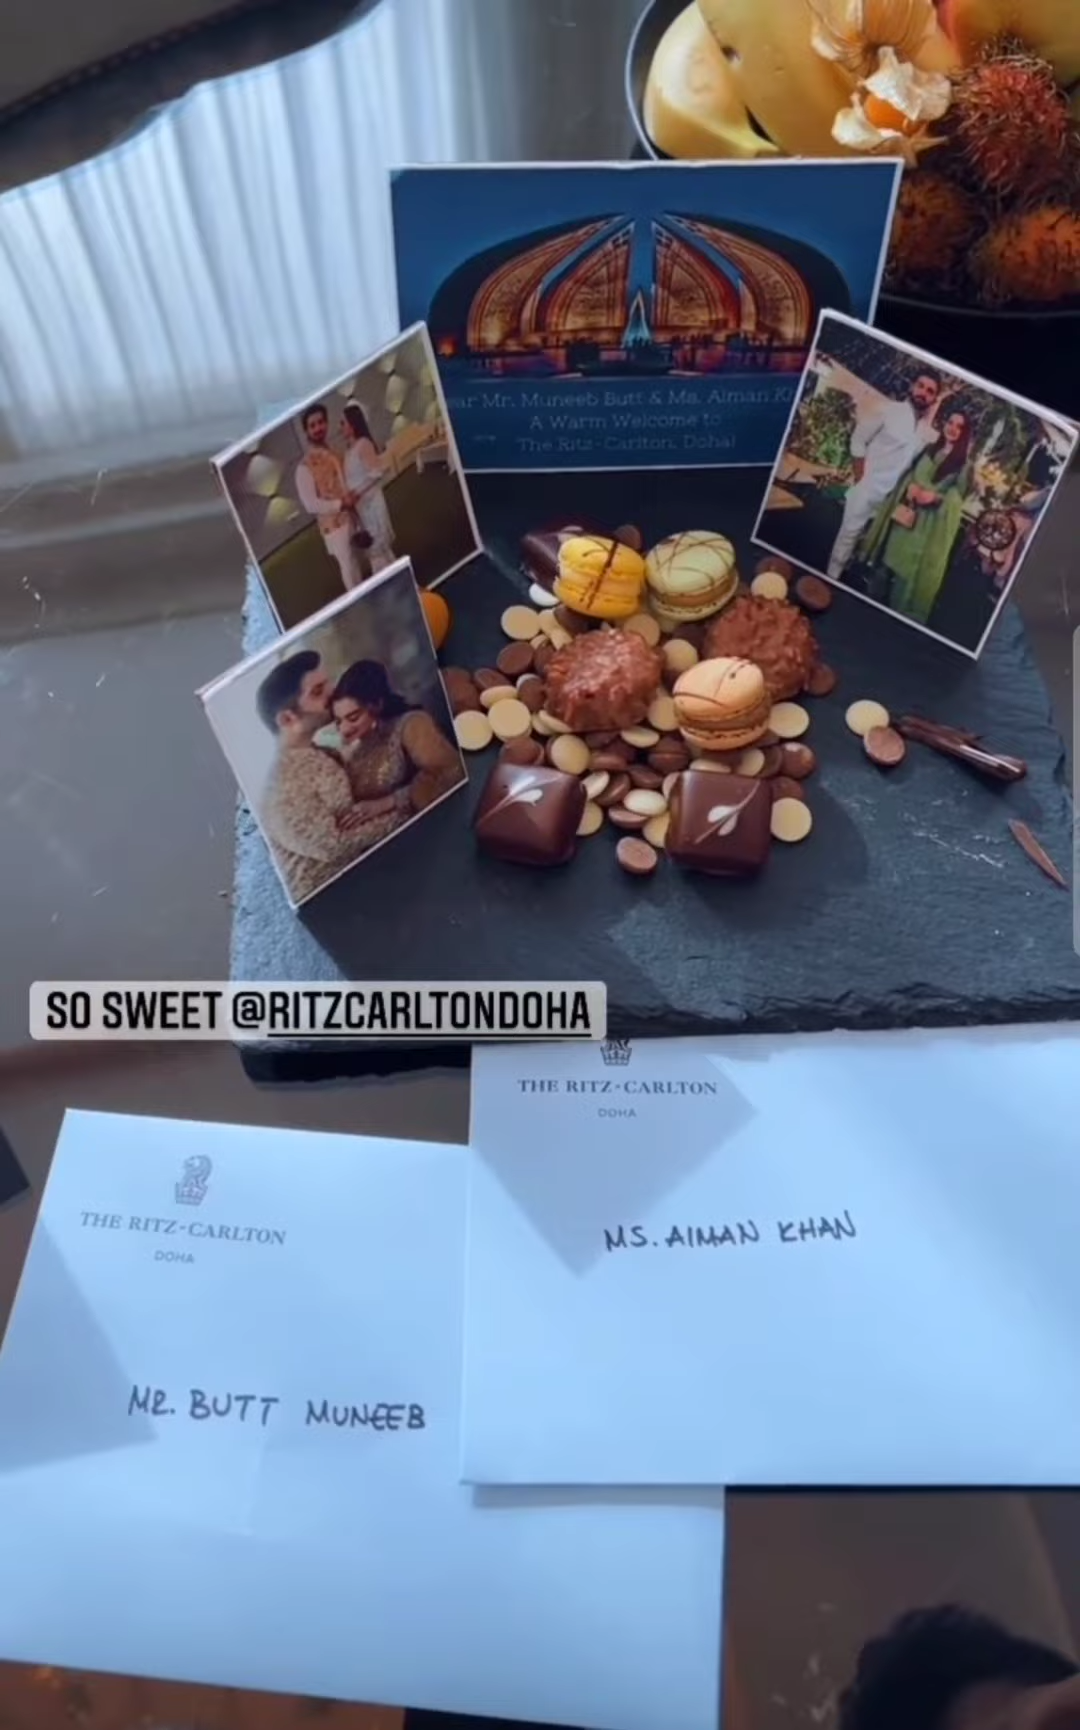 Mr. Muneeb Butt & Ms. Aiman
A Warm Welcome to
The Ritz-Carlton, Doha!
SO SWEET @RITZCARLTONDOHA
THE RITZ-CARLTON
DOHA
MS. AIMAN KHAN
THE RITZ-CARLTON
DOHA
MR. BUTT MUNEEB